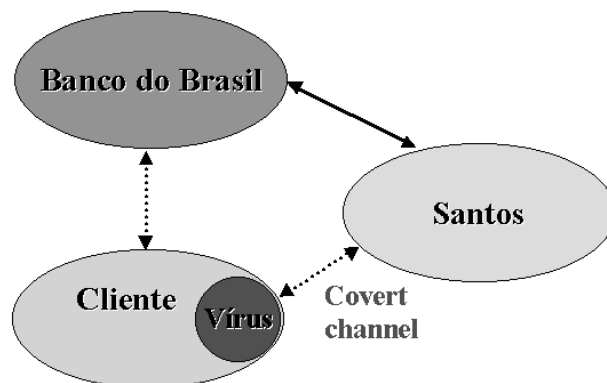 Banco do Brasil
Santos
Cliente
Vírus
Covert
channel